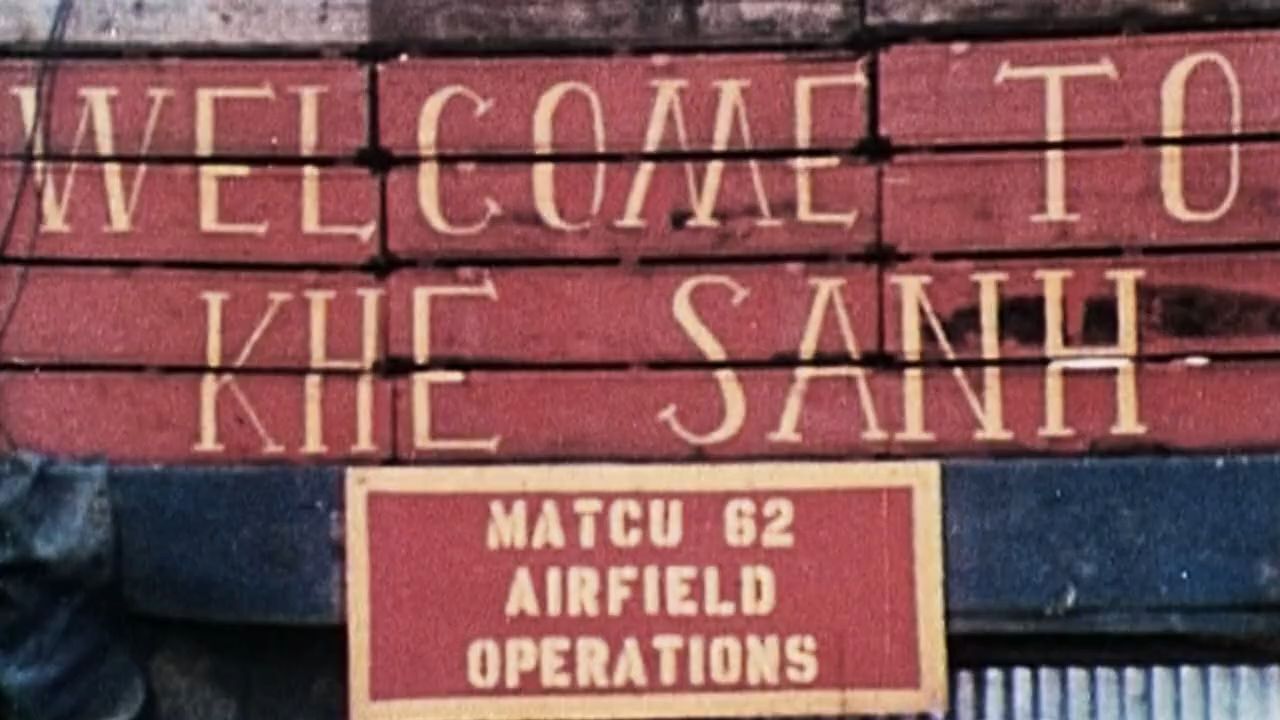 WELCOME TO
KHE SANH
MATCU 62
AIRFIELD
OPERATIONS